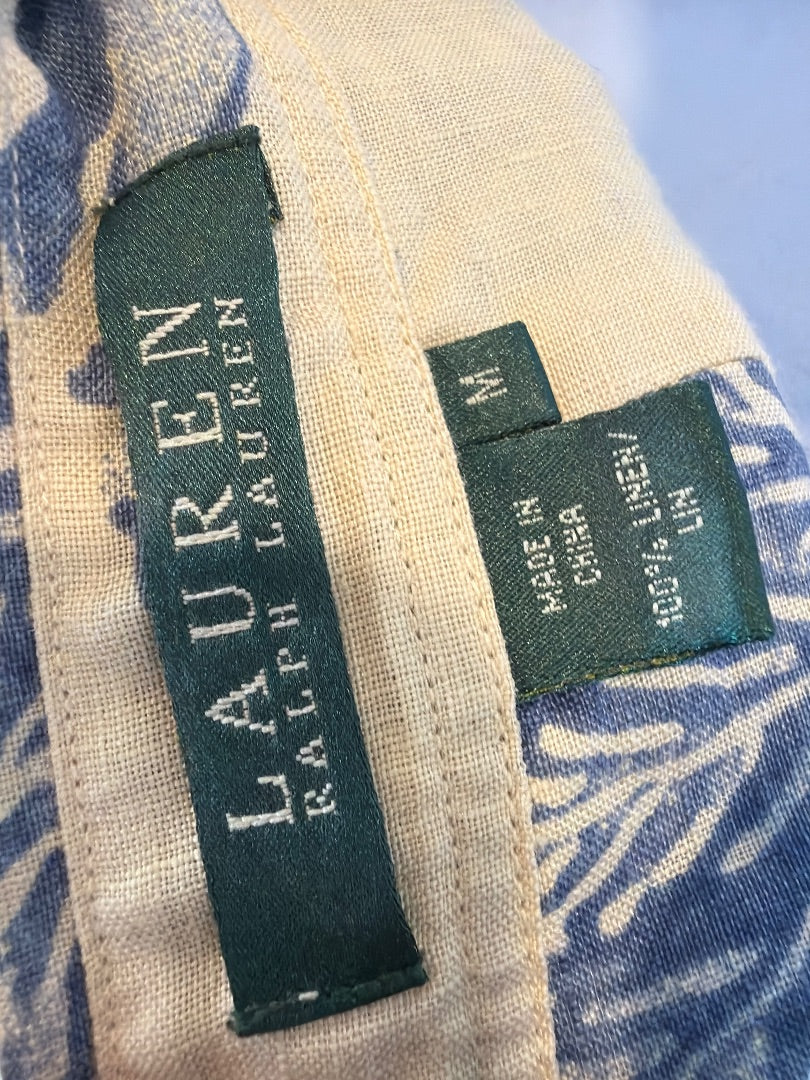 LAUREN
RALPH LAUREN
M
MADE IN
CHINA
100% LINEN/
LIN